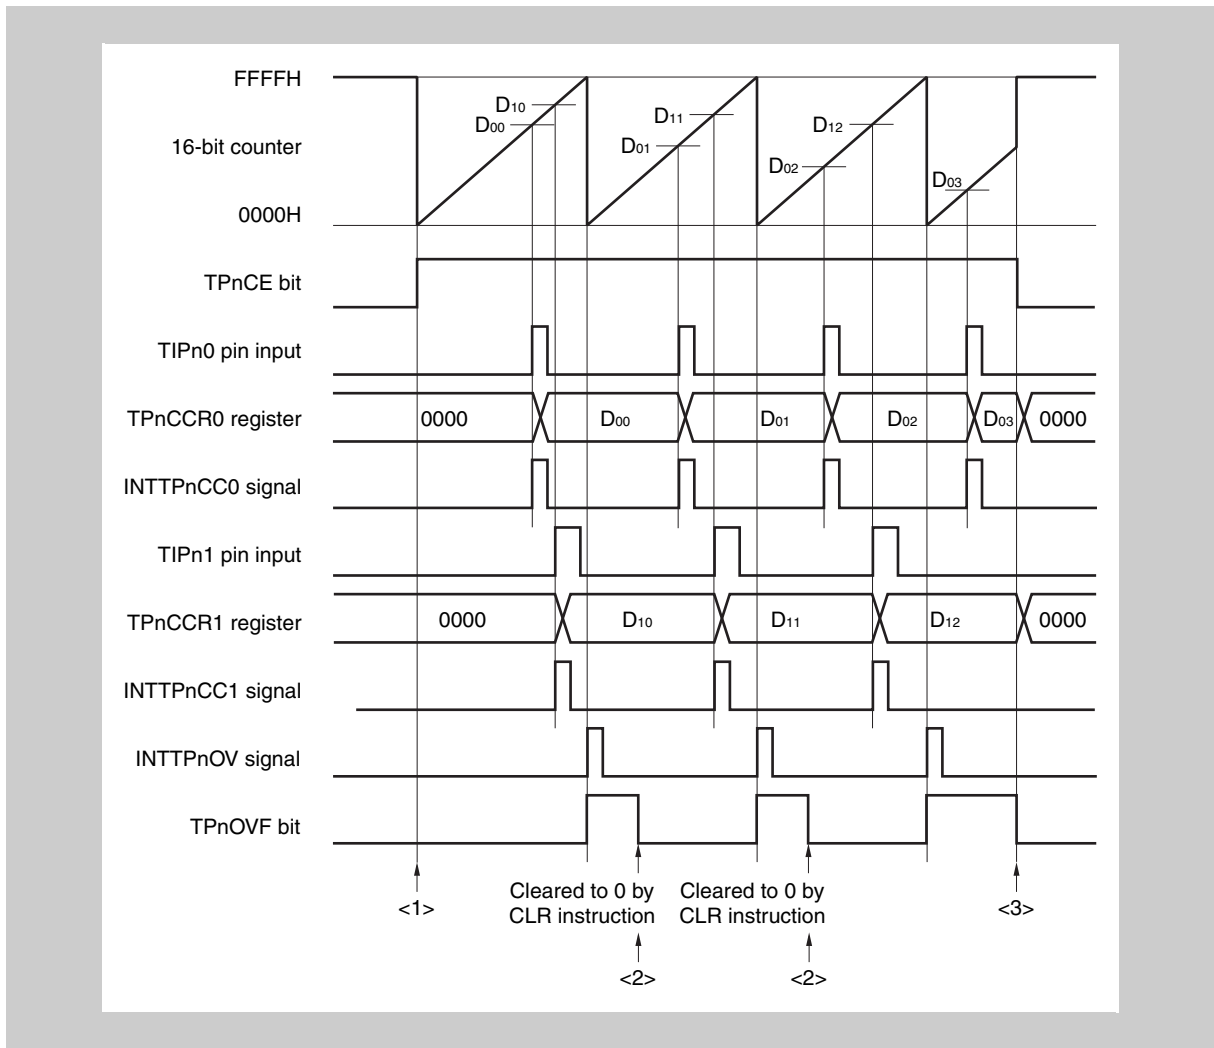 FFFFH
D10
D00
D11
D01
D12
D02
D03
16-bit counter
0000H
TPnCE bit
TIPn0 pin input
TPnCCR0 register
0000
D00
D01
D02
D03
0000
INTTPnCC0 signal
TIPn1 pin input
TPnCCR1 register
0000
D10
D11
D12
0000
INTTPnCC1 signal
INTTPnOV signal
TPnOVF bit
<1>
Cleared to 0 by
CLR instruction
<2>
Cleared to 0 by
CLR instruction
<2>
<3>